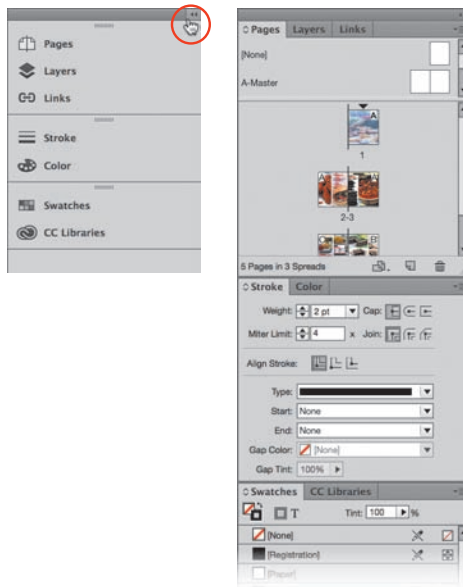 Pages
Layers
Links
Stroke
Color
Swatches
CC Libraries
Pages Layers Links
[None]
A-Master
A
1
A A
2-3
C B
5 Pages in 3 Spreads
Stroke Color
Weight: 2 pt Cap:
Miter Limit: 4 x Join:
Align Stroke:
Type:
Start: None
End: None
Gap Color: [None]
Gap Tint: 100%
Swatches CC Libraries
T Tint: 100 %
[None]
[Registration]
[Paper]